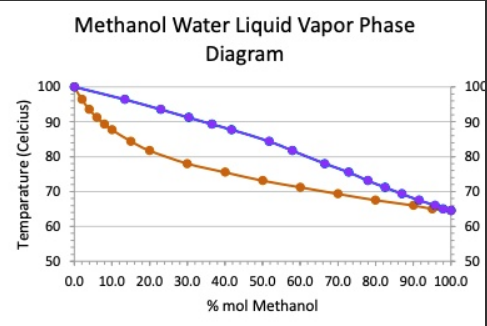 Methanol Water Liquid Vapor Phase
Diagram
Temparature (Celcius)
100
90
80
70
60
50
100
90
80
70
60
50
0.0 10.0 20.0 30.0 40.0 50.0 60.0 70.0 80.0 90.0 100.0
% mol Methanol